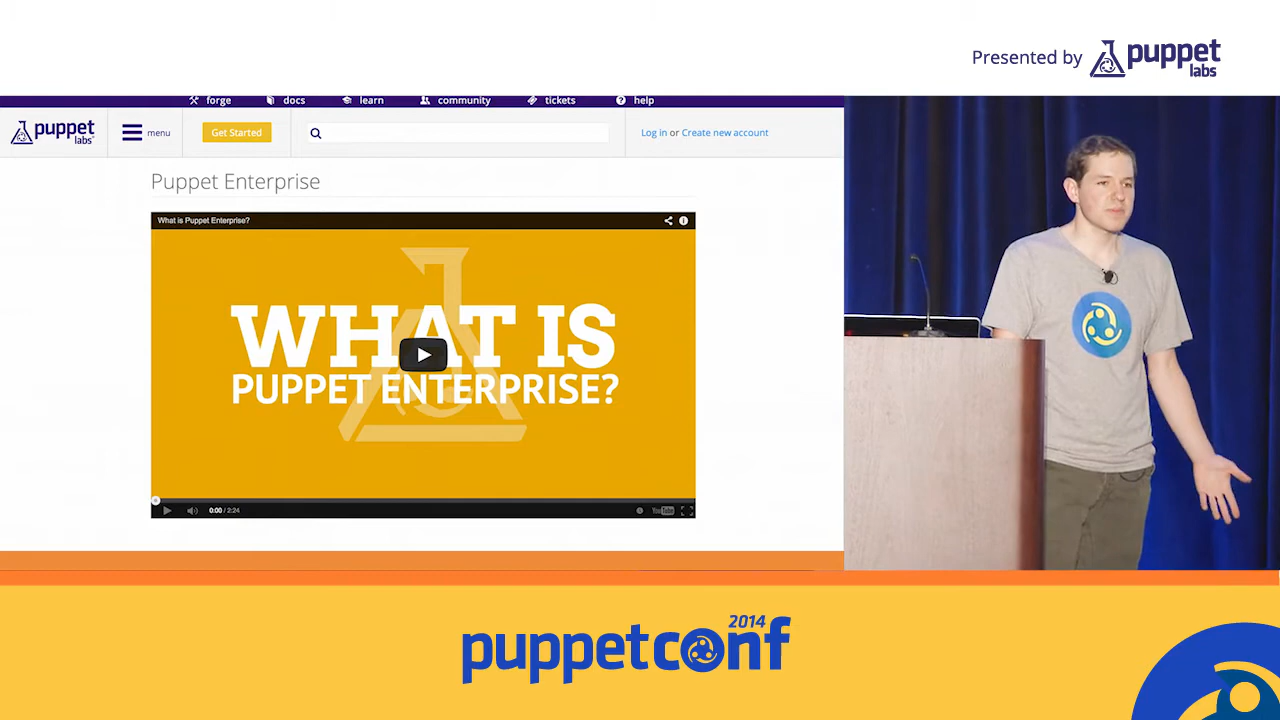 Presented by puppet labs
forge docs learn community tickets help
puppet labs menu Get Started Log in or Create new account
Puppet Enterprise
What is Puppet Enterprise?
WHAT IS
PUPPET ENTERPRISE?
0:00 / 2:24 YouTube
2014
puppetconf